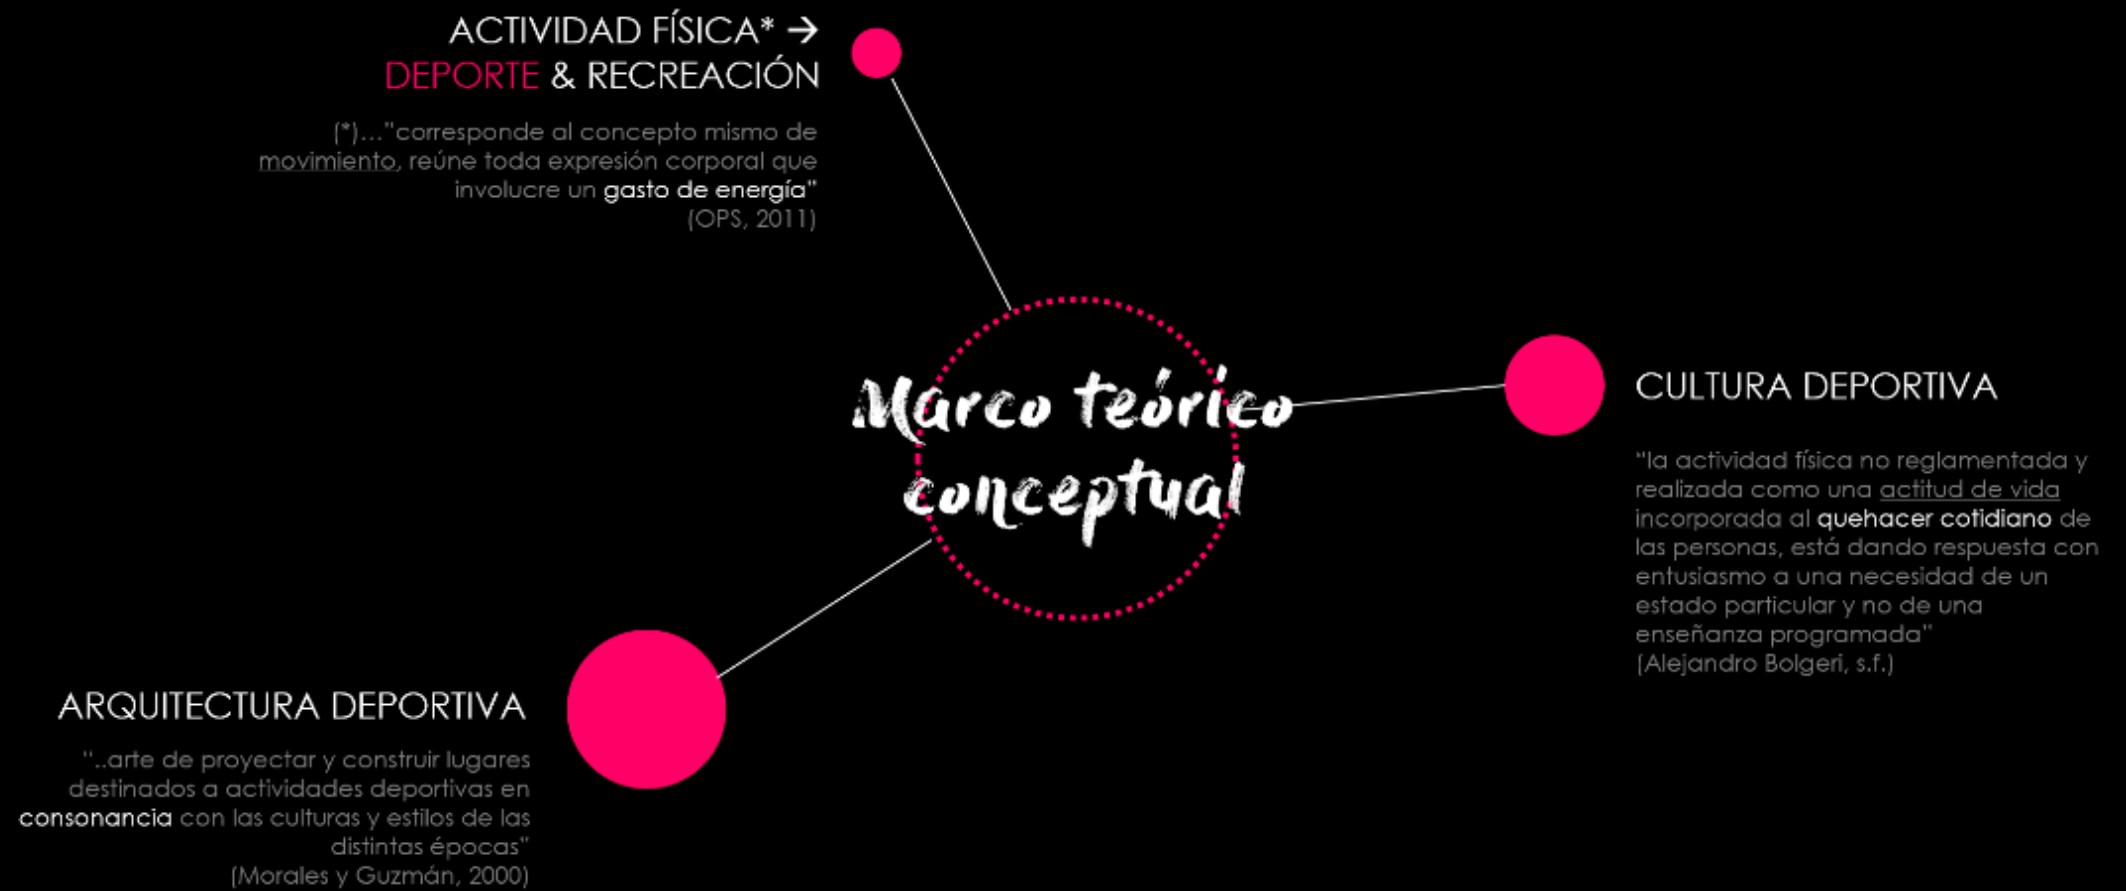 ACTIVIDAD FÍSICA* →
DEPORTE & RECREACIÓN
(*)..."corresponde al concepto mismo de
movimiento, reúne toda expresión corporal que
involucre un gasto de energía"
(OPS, 2011)
Marco teórico
conceptual
CULTURA DEPORTIVA
"la actividad física no reglamentada y
realizada como una actitud de vida
incorporada al quehacer cotidiano de
las personas, está dando respuesta con
entusiasmo a una necesidad de un
estado particular y no de una
enseñanza programada"
(Alejandro Bolgeri, s.f.)
ARQUITECTURA DEPORTIVA
"..arte de proyectar y construir lugares
destinados a actividades deportivas en
consonancia con las culturas y estilos de las
distintas épocas"
(Morales y Guzmán, 2000)